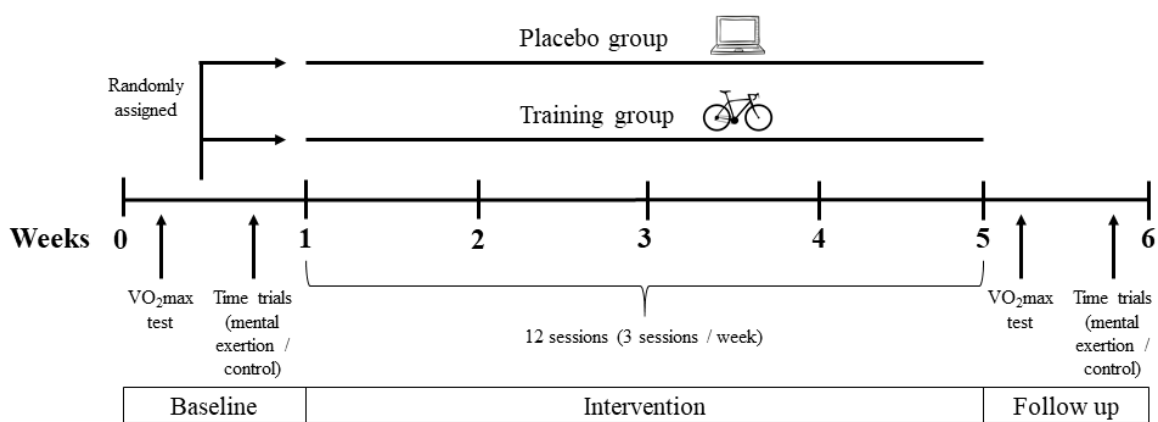 Placebo group
Randomly
assigned
Training group
Weeks 0 1 2 3 4 5 6
VO₂max
test
Time trials
(mental
exertion /
control)
12 sessions (3 sessions / week)
VO₂max
test
Time trials
(mental
exertion /
control)
Baseline Intervention Follow up